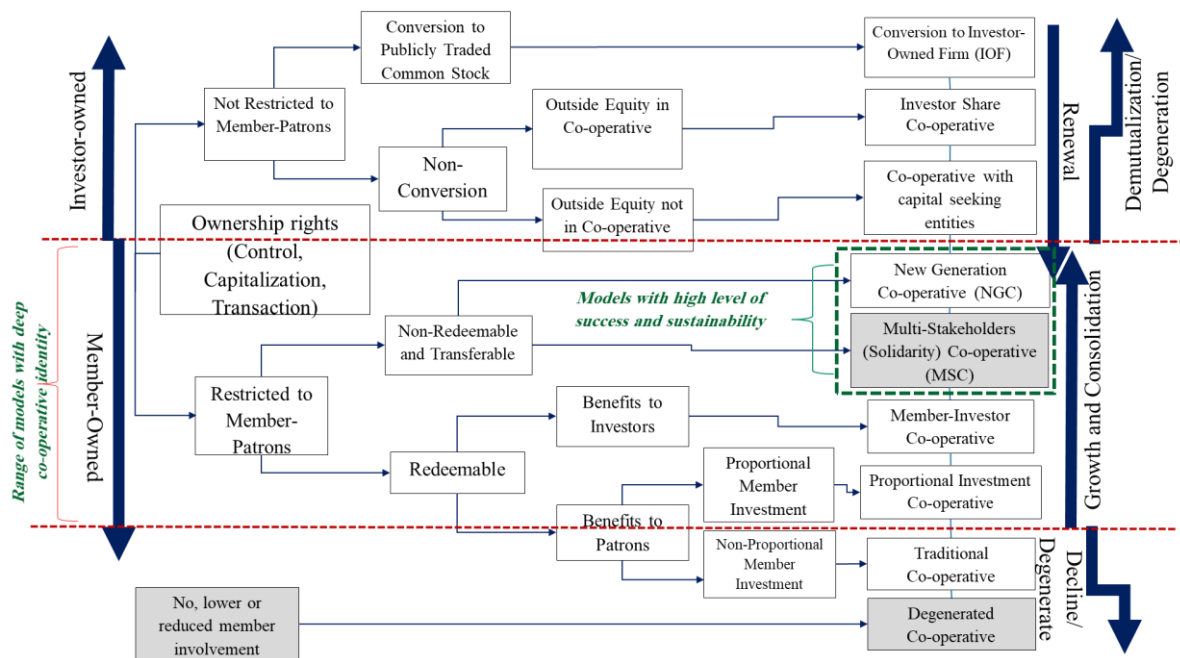 Conversion to
Publicly Traded
Common Stock
Conversion to Investor-
Owned Firm (IOF)
Not Restricted to
Member-Patrons
Outside Equity in
Co-operative
Investor Share
Co-operative
Non-
Conversion
Outside Equity not
in Co-operative
Co-operative with
capital seeking
entities
Investor-owned
Renewal
Demutualization/
Degeneration
Ownership rights
(Control,
Capitalization,
Transaction)
New Generation
Co-operative (NGC)
Models with high level of
success and sustainability
Non-Redeemable
and Transferable
Multi-Stakeholders
(Solidarity) Co-operative
(MSC)
Range of models with deep
co-operative identity
Member-Owned
Restricted to
Member-
Patrons
Benefits to
Investors
Member-Investor
Co-operative
Redeemable
Proportional
Member
Investment
Proportional Investment
Co-operative
Growth and Consolidation
Benefits to
Patrons
Non-Proportional
Member
Investment
Traditional
Co-operative
Decline/
Degenerate
No, lower or
reduced member
involvement
Degenerated
Co-operative